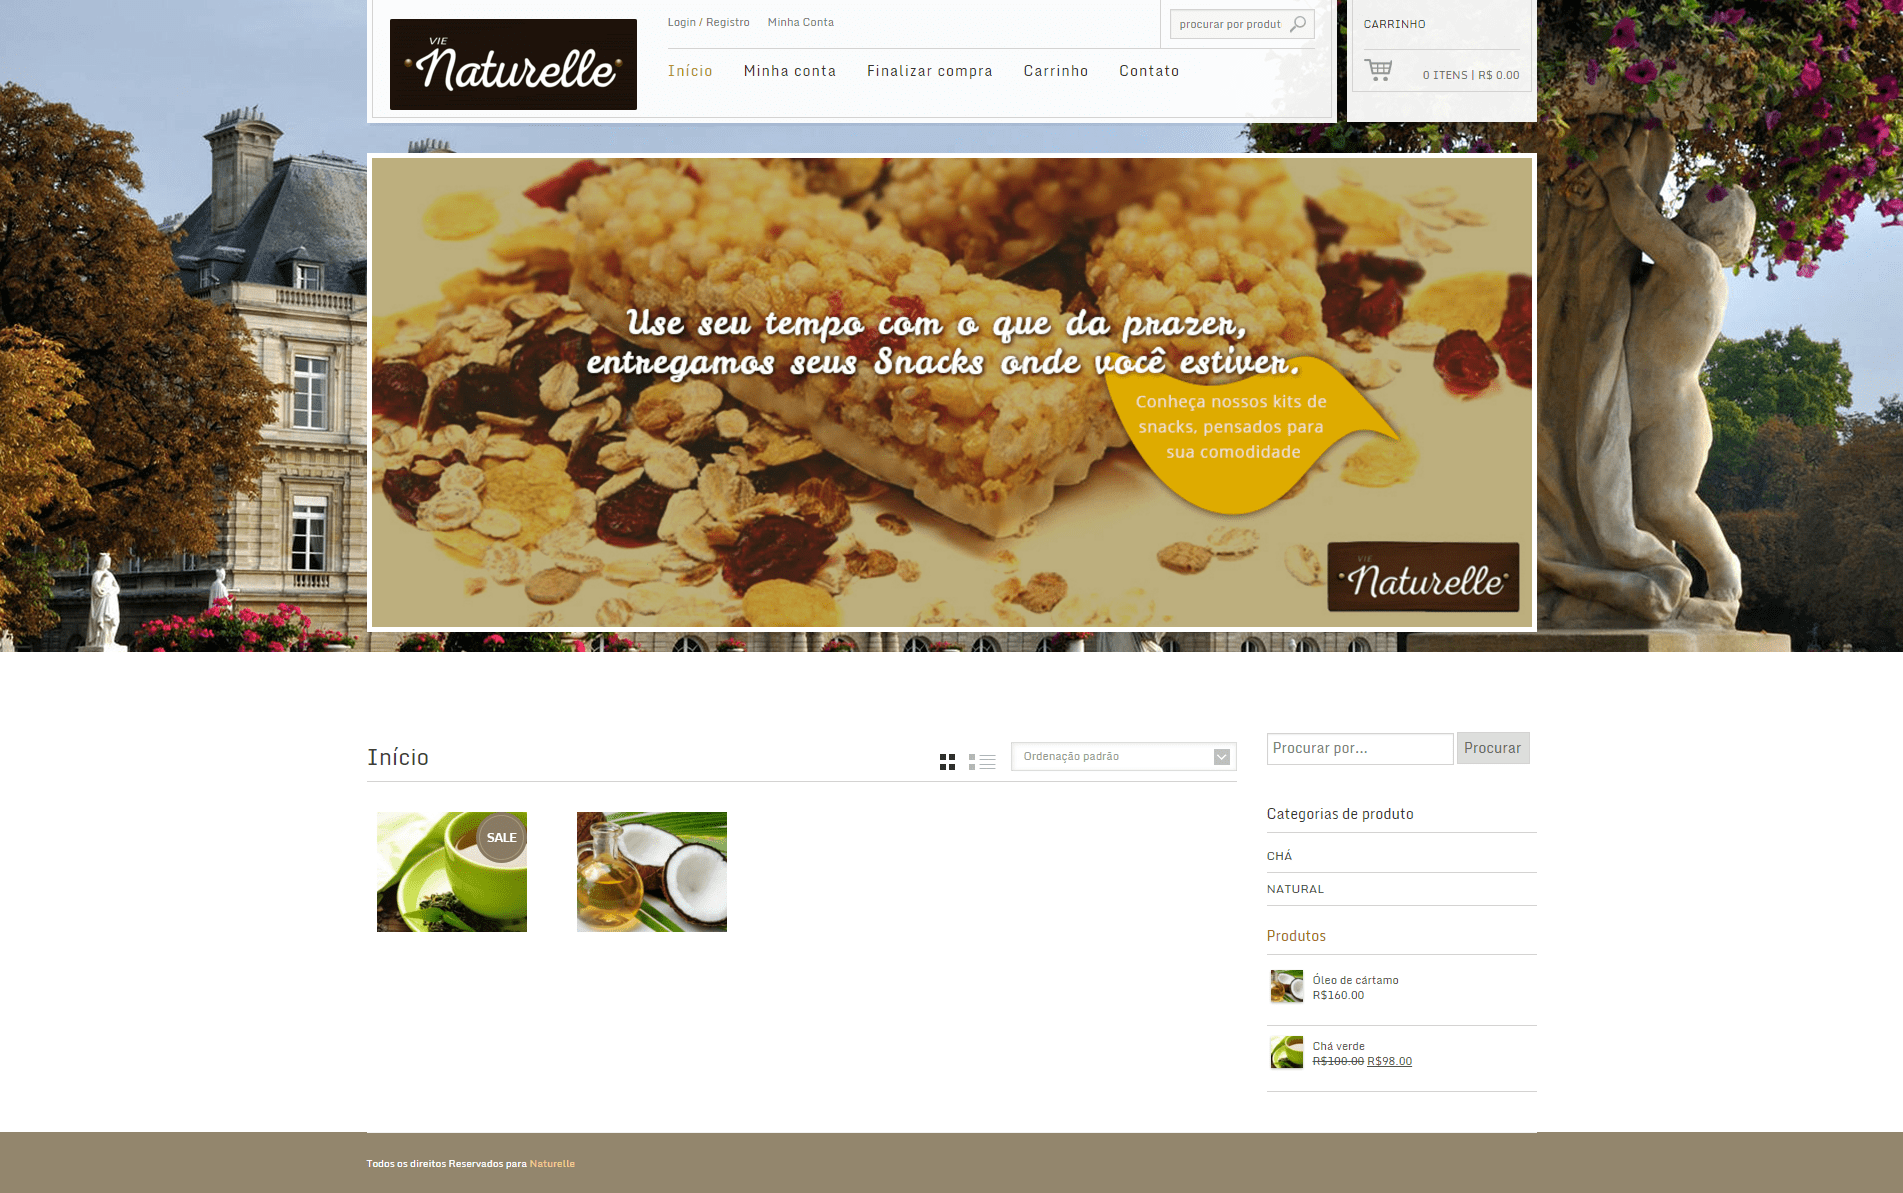 VIE
Naturelle
Login / Registro
Minha Conta
procurar por produt
Início
Minha conta
Finalizar compra
Carrinho
Contato
CARRINHO
0 ITENS | R$ 0.00
Use seu tempo com o que da prazer,
entregamos seus Snacks onde você estiver.
Conheça nossos kits de
snacks, pensados para
sua comodidade
VIE
Naturelle
Início
Ordenação padrão
SALE
Procurar por...
Procurar
Categorias de produto
CHÁ
NATURAL
Produtos
Óleo de cártamo
R$160.00
Chá verde
R$100.00 R$98.00
Todos os direitos Reservados para Naturelle